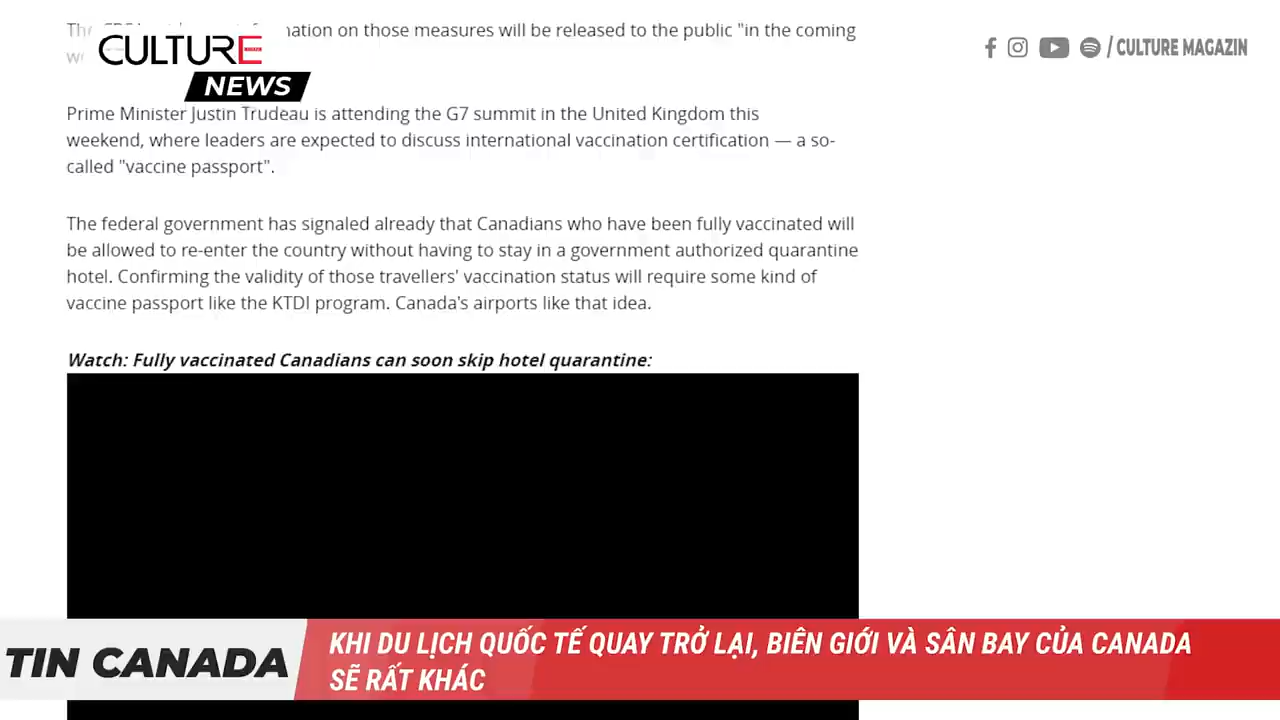 nation on those measures will be released to the public "in the coming
CULTURE
NEWS
/ CULTURE MAGAZIN
Prime Minister Justin Trudeau is attending the G7 summit in the United Kingdom this
weekend, where leaders are expected to discuss international vaccination certification — a so-
called "vaccine passport".
The federal government has signaled already that Canadians who have been fully vaccinated will
be allowed to re-enter the country without having to stay in a government authorized quarantine
hotel. Confirming the validity of those travellers' vaccination status will require some kind of
vaccine passport like the KTDI program. Canada's airports like that idea.
Watch: Fully vaccinated Canadians can soon skip hotel quarantine:
TIN CANADA
KHI DU LỊCH QUỐC TẾ QUAY TRỞ LẠI, BIÊN GIỚI VÀ SÂN BAY CỦA CANADA
SẼ RẤT KHÁC